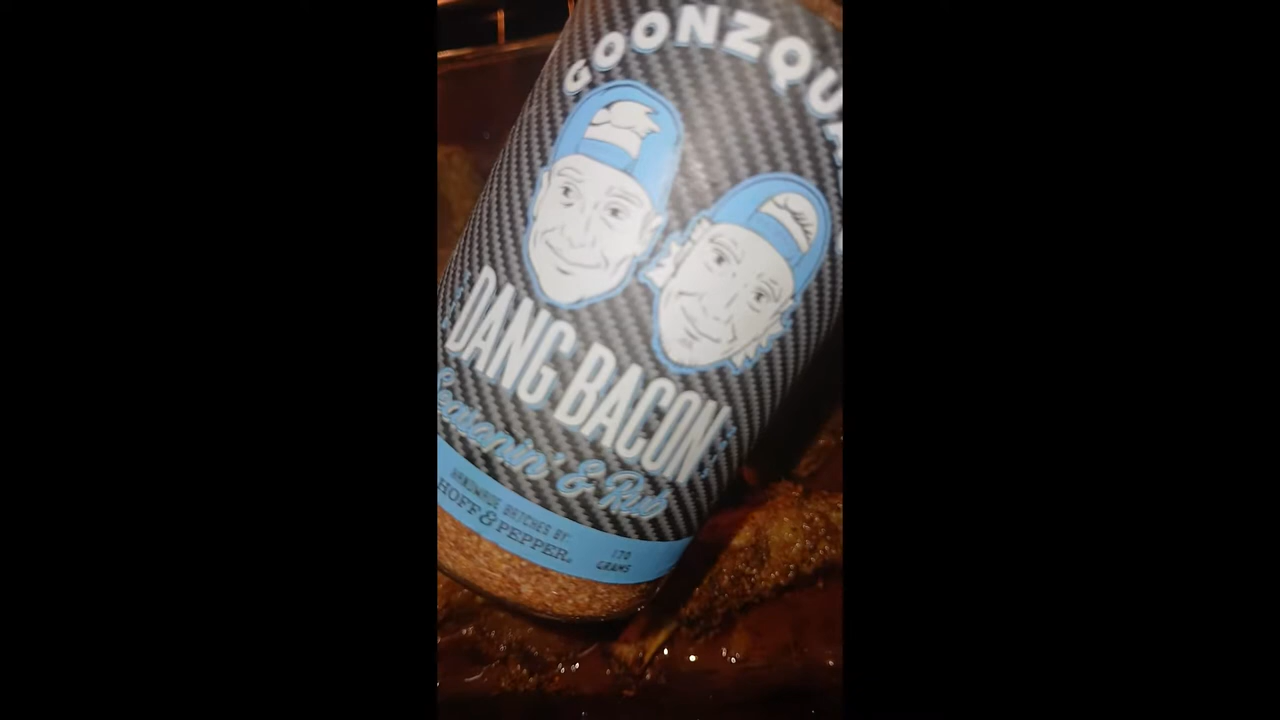 GOONZQUA
DANG BACON
Seasonin' & Rub
HANDMADE BATCHES BY:
HOFF & PEPPER.
170
GRAMS